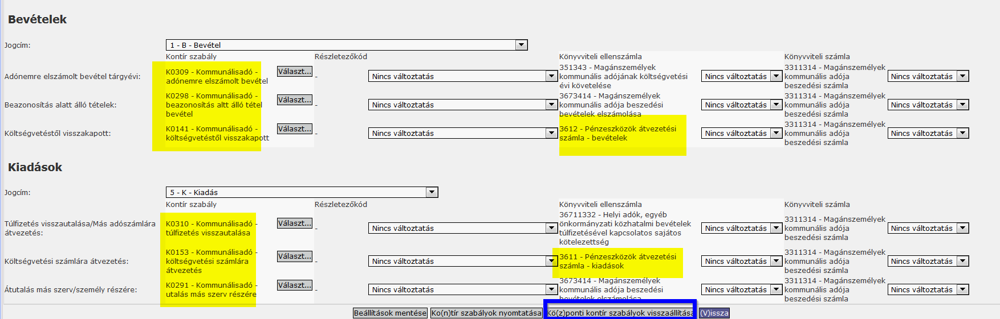 Bevételek
Jogcím: 1 - B - Bevétel
Kontír szabály Részletezőkód Könyvviteli ellenszámla Könyvviteli számla
Adónemre elszámolt bevétel tárgyévi: K0309 - Kommunálisadó - adónemre elszámolt bevétel Választ... - Nincs változtatás 351343 - Magánszemélyek kommunális adójának költségvetési évi követelése Nincs változtatás 3311314 - Magánszemélyek kommunális adója beszedési számla Nincs változtatás
Beazonosítás alatt álló tételek: K0298 - Kommunálisadó - beazonosítás altt álló tétel bevétel Választ... - Nincs változtatás 3673414 - Magánszemélyek kommunális adója beszedési bevételek elszámolása Nincs változtatás 3311314 - Magánszemélyek kommunális adója beszedési számla Nincs változtatás
Költségvetéstől visszakapott: K0141 - Kommunálisadó - költségvetéstől visszakapott Választ... - Nincs változtatás 3612 - Pénzeszközök átvezetési számla - bevételek Nincs változtatás 3311314 - Magánszemélyek kommunális adója beszedési számla Nincs változtatás
Kiadások
Jogcím: 5 - K - Kiadás
Kontír szabály Részletezőkód Könyvviteli ellenszámla Könyvviteli számla
Túlfizetés visszautalása/Más adószámlára átvezetés: K0310 - Kommunálisadó - túlfizetés visszautalása Választ... - Nincs változtatás 36711332 - Helyi adók, egyéb önkormányzati közhatalmi bevételek túlfizetésével kapcsolatos sajátos kötelezettség Nincs változtatás 3311314 - Magánszemélyek kommunális adója beszedési számla Nincs változtatás
Költségvetési számlára átvezetés: K0153 - Kommunálisadó - költségvetési számlára átvezetés Választ... - Nincs változtatás 3611 - Pénzeszközök átvezetési számla - kiadások Nincs változtatás 3311314 - Magánszemélyek kommunális adója beszedési számla Nincs változtatás
Átutalás más szerv/személy részére: K0291 - Kommunálisadó - utalás más szerv részére Választ... - Nincs változtatás 3673414 - Magánszemélyek kommunális adója beszedési bevételek elszámolása Nincs változtatás 3311314 - Magánszemélyek kommunális adója beszedési számla Nincs változtatás
Beállítások mentése Ko(n)tír szabályok nyomtatása Kö(z)ponti kontír szabályok visszaállítása (V)issza